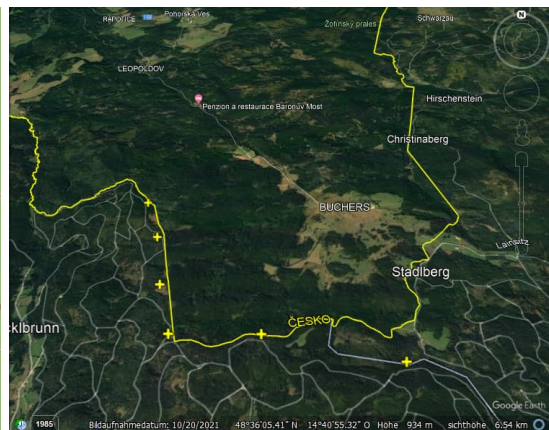 Pohorská Ves
RAPOTICE
158
Žofínský prales
Schwarzau
N
LEOPOLDOV
Hirschenstein
Penzion a restaurace Baronův Most
Christinaberg
BUCHERS
Lainsitz
Stadlberg
ČESKO
cklbrunn
Google Earth
1985
Bildaufnahmedatum: 10/20/2021 48°36'05.41" N 14°40'55.32" O Höhe 934 m sichthöhe 6.54 km